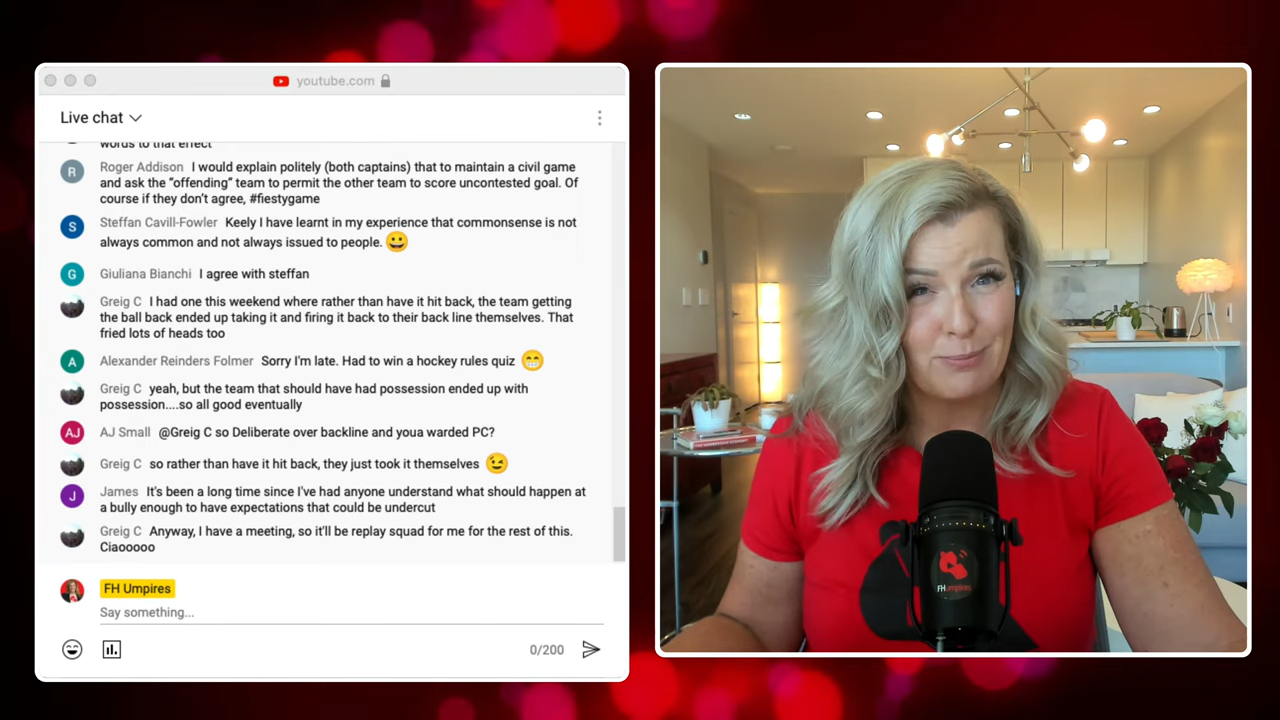 youtube.com
Live chat
words to that effect
R
Roger Addison I would explain politely (both captains) that to maintain a civil game
and ask the “offending” team to permit the other team to score uncontested goal. Of
course if they don’t agree, #fiestygame
S
Steffan Cavill-Fowler Keely I have learnt in my experience that commonsense is not
always common and not always issued to people. 😀
G
Giuliana Bianchi I agree with steffan
Greig C I had one this weekend where rather than have it hit back, the team getting
the ball back ended up taking it and firing it back to their back line themselves. That
fried lots of heads too
A
Alexander Reinders Folmer Sorry I'm late. Had to win a hockey rules quiz 😁
Greig C yeah, but the team that should have had possession ended up with
possession....so all good eventually
AJ
AJ Small @Greig C so Deliberate over backline and youa warded PC?
Greig C so rather than have it hit back, they just took it themselves 😉
J
James It's been a long time since I've had anyone understand what should happen at
a bully enough to have expectations that could be undercut
Greig C Anyway, I have a meeting, so it'll be replay squad for me for the rest of this.
Ciaooooo
FH Umpires
Say something...
0/200
FHumpires